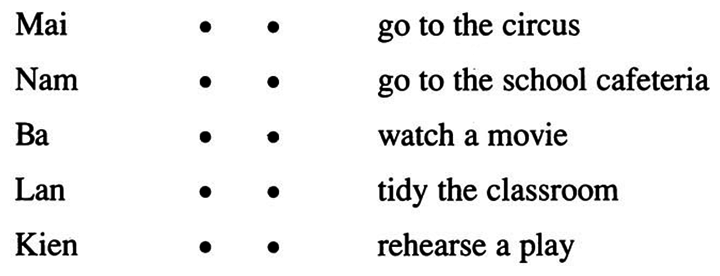 Mai • • go to the circus
Nam • • go to the school cafeteria
Ba • • watch a movie
Lan • • tidy the classroom
Kien • • rehearse a play